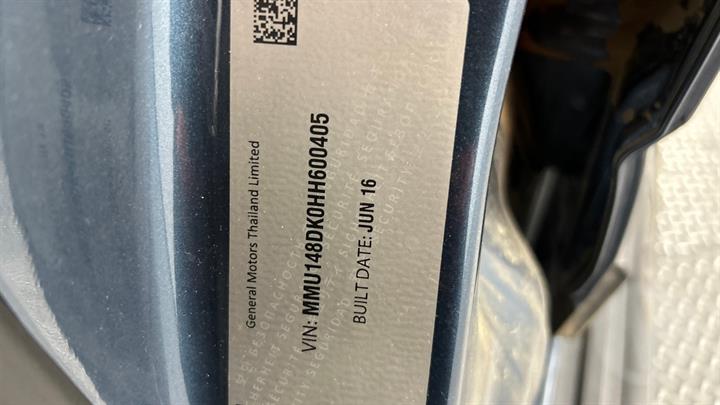 General Motors Thailand Limited
VIN: MMU148DK0HH600405
BUILT DATE: JUN 16